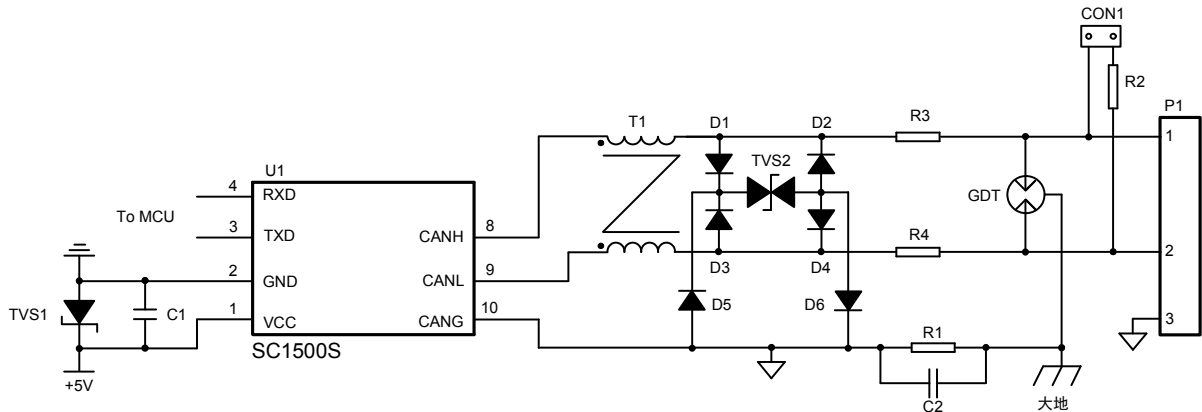 CON1
R2
P1
T1
D1
D2
R3
1
U1
TVS2
4
RXD
GDT
To MCU
3
TXD
CANH
8
R4
2
GND
CANL
9
D3
D4
2
TVS1
C1
D5
D6
1
VCC
CANG
10
R1
3
SC1500S
+5V
C2
大地